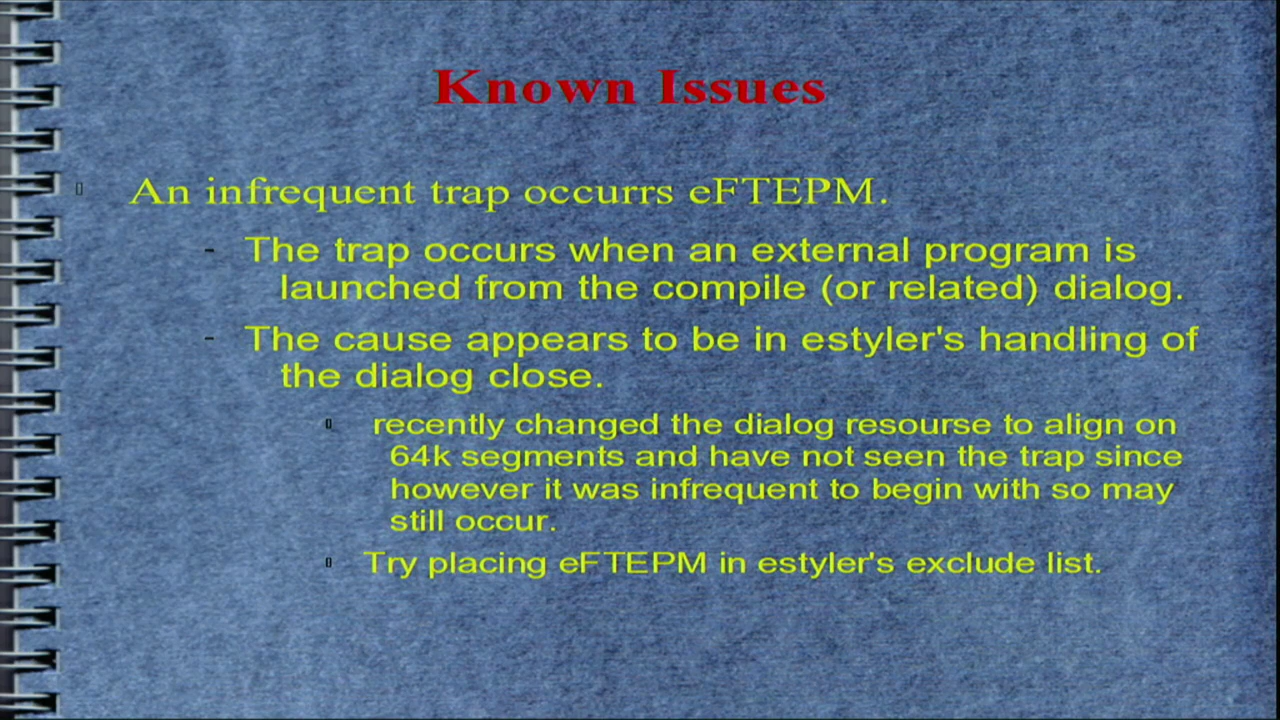 Known Issues
An infrequent trap occurrs eFTEPM.
- The trap occurs when an external program is
launched from the compile (or related) dialog.
- The cause appears to be in estyler's handling of
the dialog close.
recently changed the dialog resourse to align on
64k segments and have not seen the trap since
however it was infrequent to begin with so may
still occur.
Try placing eFTEPM in estyler's exclude list.